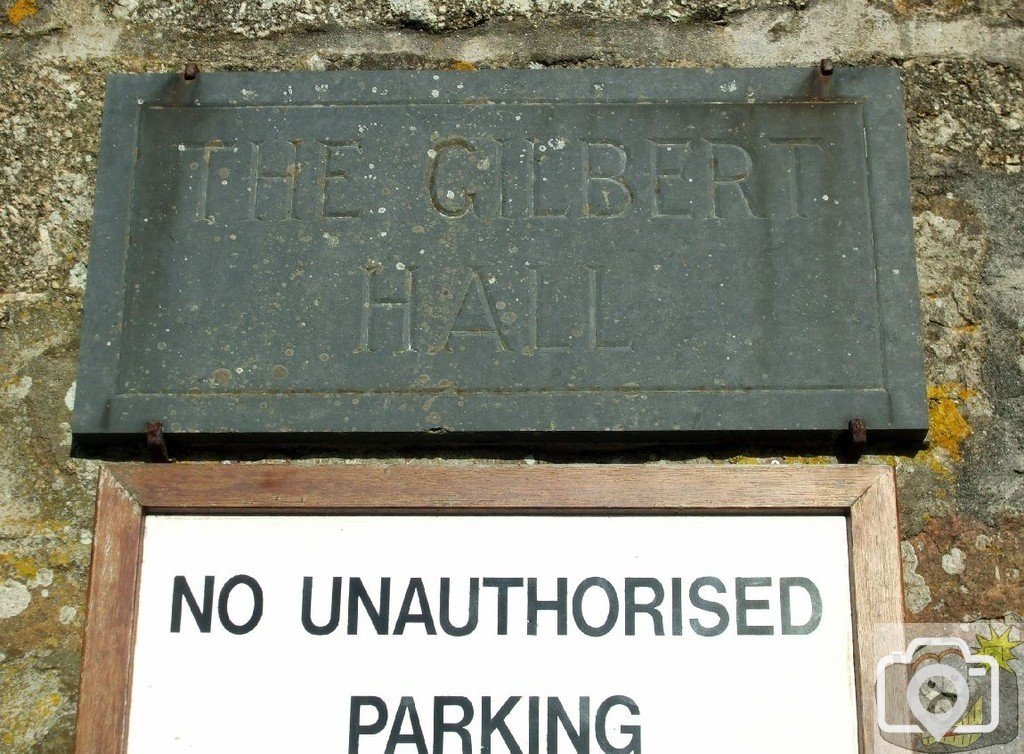 THE GILBERT
HALL
NO UNAUTHORISED
PARKING